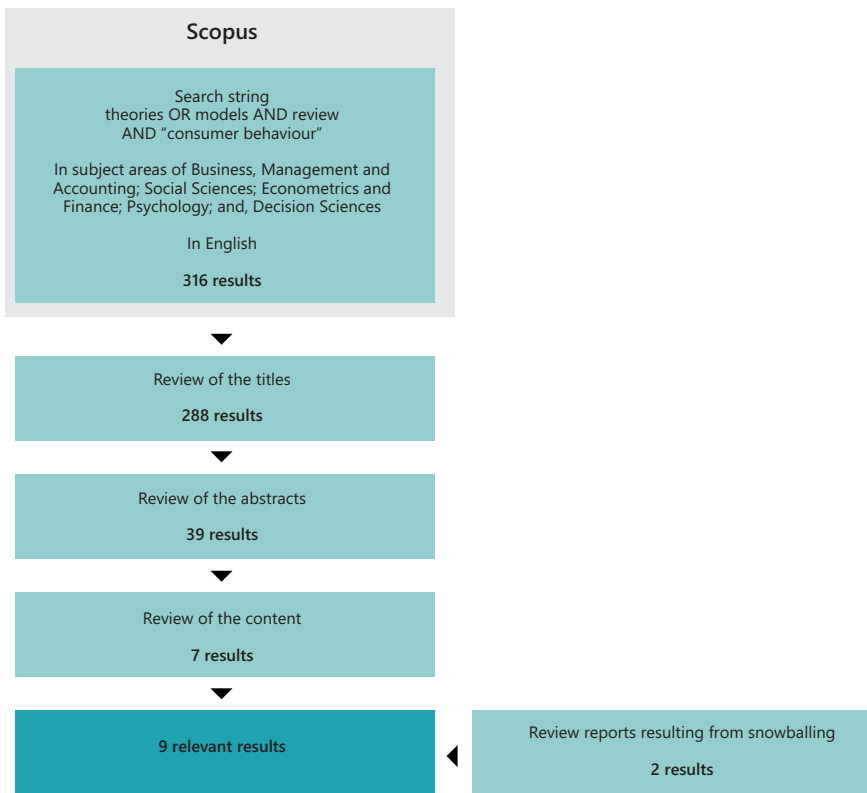 Scopus
Search string
theories OR models AND review
AND “consumer behaviour”
In subject areas of Business, Management and
Accounting; Social Sciences; Econometrics and
Finance; Psychology; and, Decision Sciences
In English
316 results
Review of the titles
288 results
Review of the abstracts
39 results
Review of the content
7 results
9 relevant results
Review reports resulting from snowballing
2 results